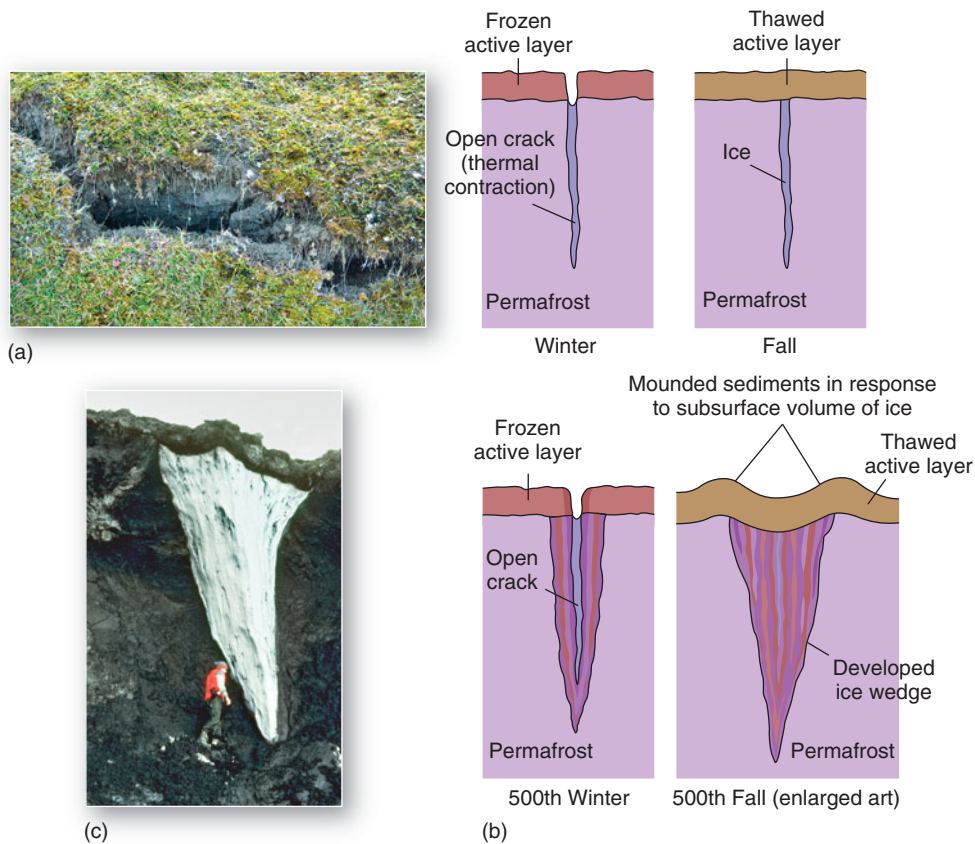 Frozen
active layer
Thawed
active layer
Open crack
(thermal
contraction)
Ice
Permafrost
Permafrost
Winter
Fall
(a)
Mounded sediments in response
to subsurface volume of ice
Frozen
active layer
Thawed
active layer
Open
crack
Developed
ice wedge
Permafrost
Permafrost
500th Winter
500th Fall (enlarged art)
(c)
(b)